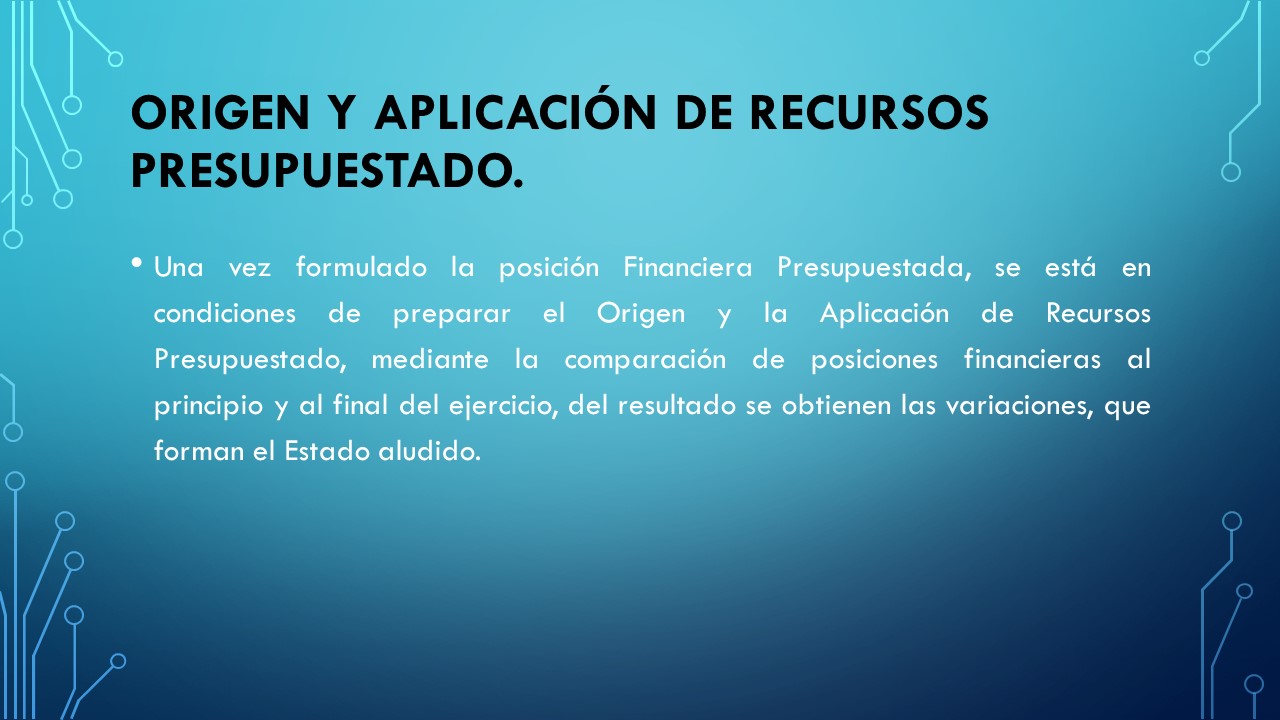 ORIGEN Y APLICACIÓN DE RECURSOS
PRESUPUESTADO.
• Una vez formulado la posición Financiera Presupuestada, se está en
condiciones de preparar el Origen y la Aplicación de Recursos
Presupuestado, mediante la comparación de posiciones financieras al
principio y al final del ejercicio, del resultado se obtienen las variaciones, que
forman el Estado aludido.